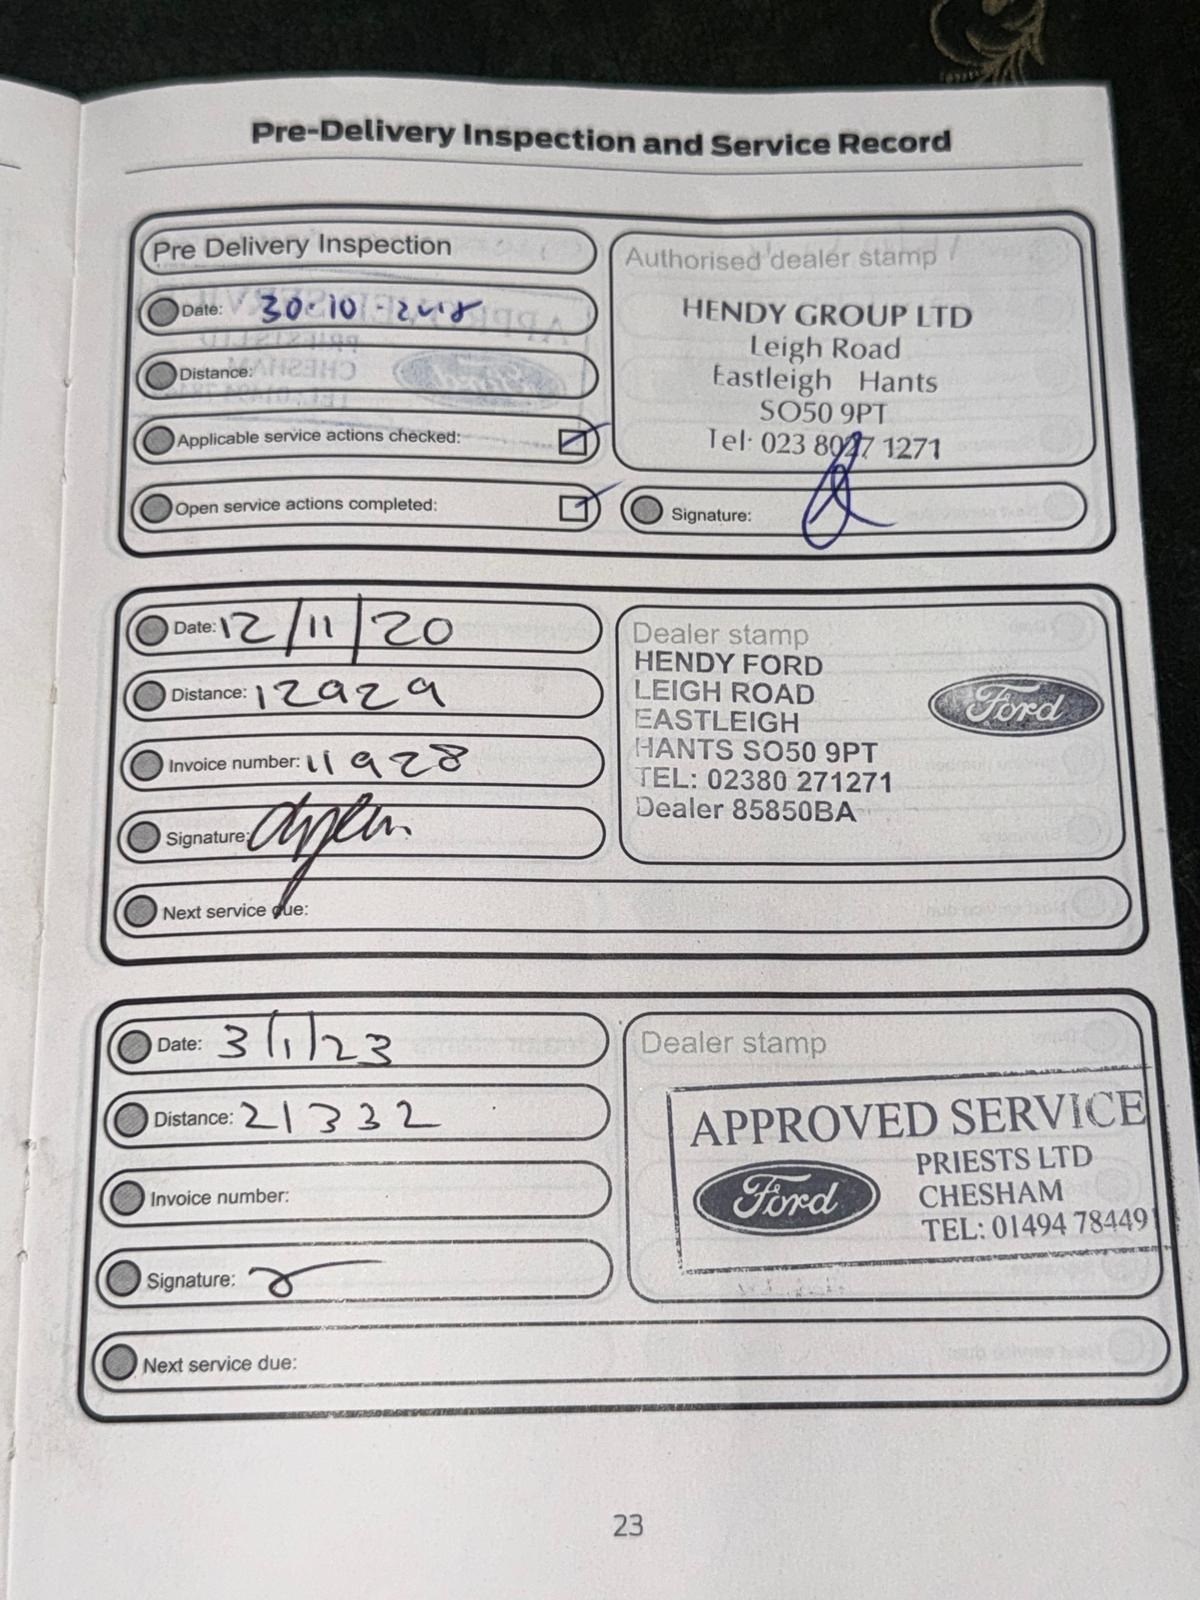 Pre-Delivery Inspection and Service Record
Pre Delivery Inspection
Date: 30·10·2018
Distance:
Applicable service actions checked:
Open service actions completed:
Authorised dealer stamp
HENDY GROUP LTD
Leigh Road
Eastleigh Hants
SO50 9PT
Tel: 023 8027 1271
Signature:
Date: 12/11/20
Distance: 12929
Invoice number: 11928
Signature:
Next service due:
Dealer stamp
HENDY FORD
LEIGH ROAD
EASTLEIGH
HANTS SO50 9PT
TEL: 02380 271271
Dealer 85850BA
Ford
Date: 3/1/23
Distance: 21332
Invoice number:
Signature:
Next service due:
Dealer stamp
APPROVED SERVICE
Ford
PRIESTS LTD
CHESHAM
TEL: 01494 78449
23